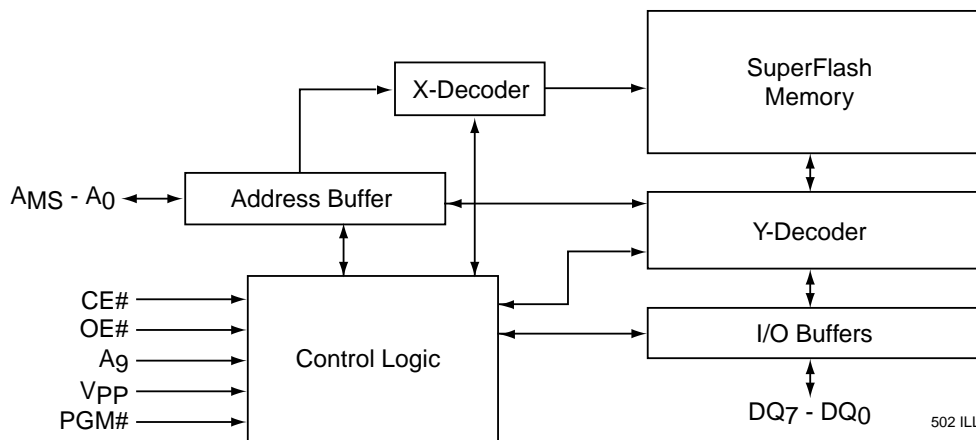 SuperFlash
Memory
X-Decoder
AMS - A0
Address Buffer
Y-Decoder
CE#
OE#
A9
VPP
PGM#
Control Logic
I/O Buffers
DQ7 - DQ0
502 ILL